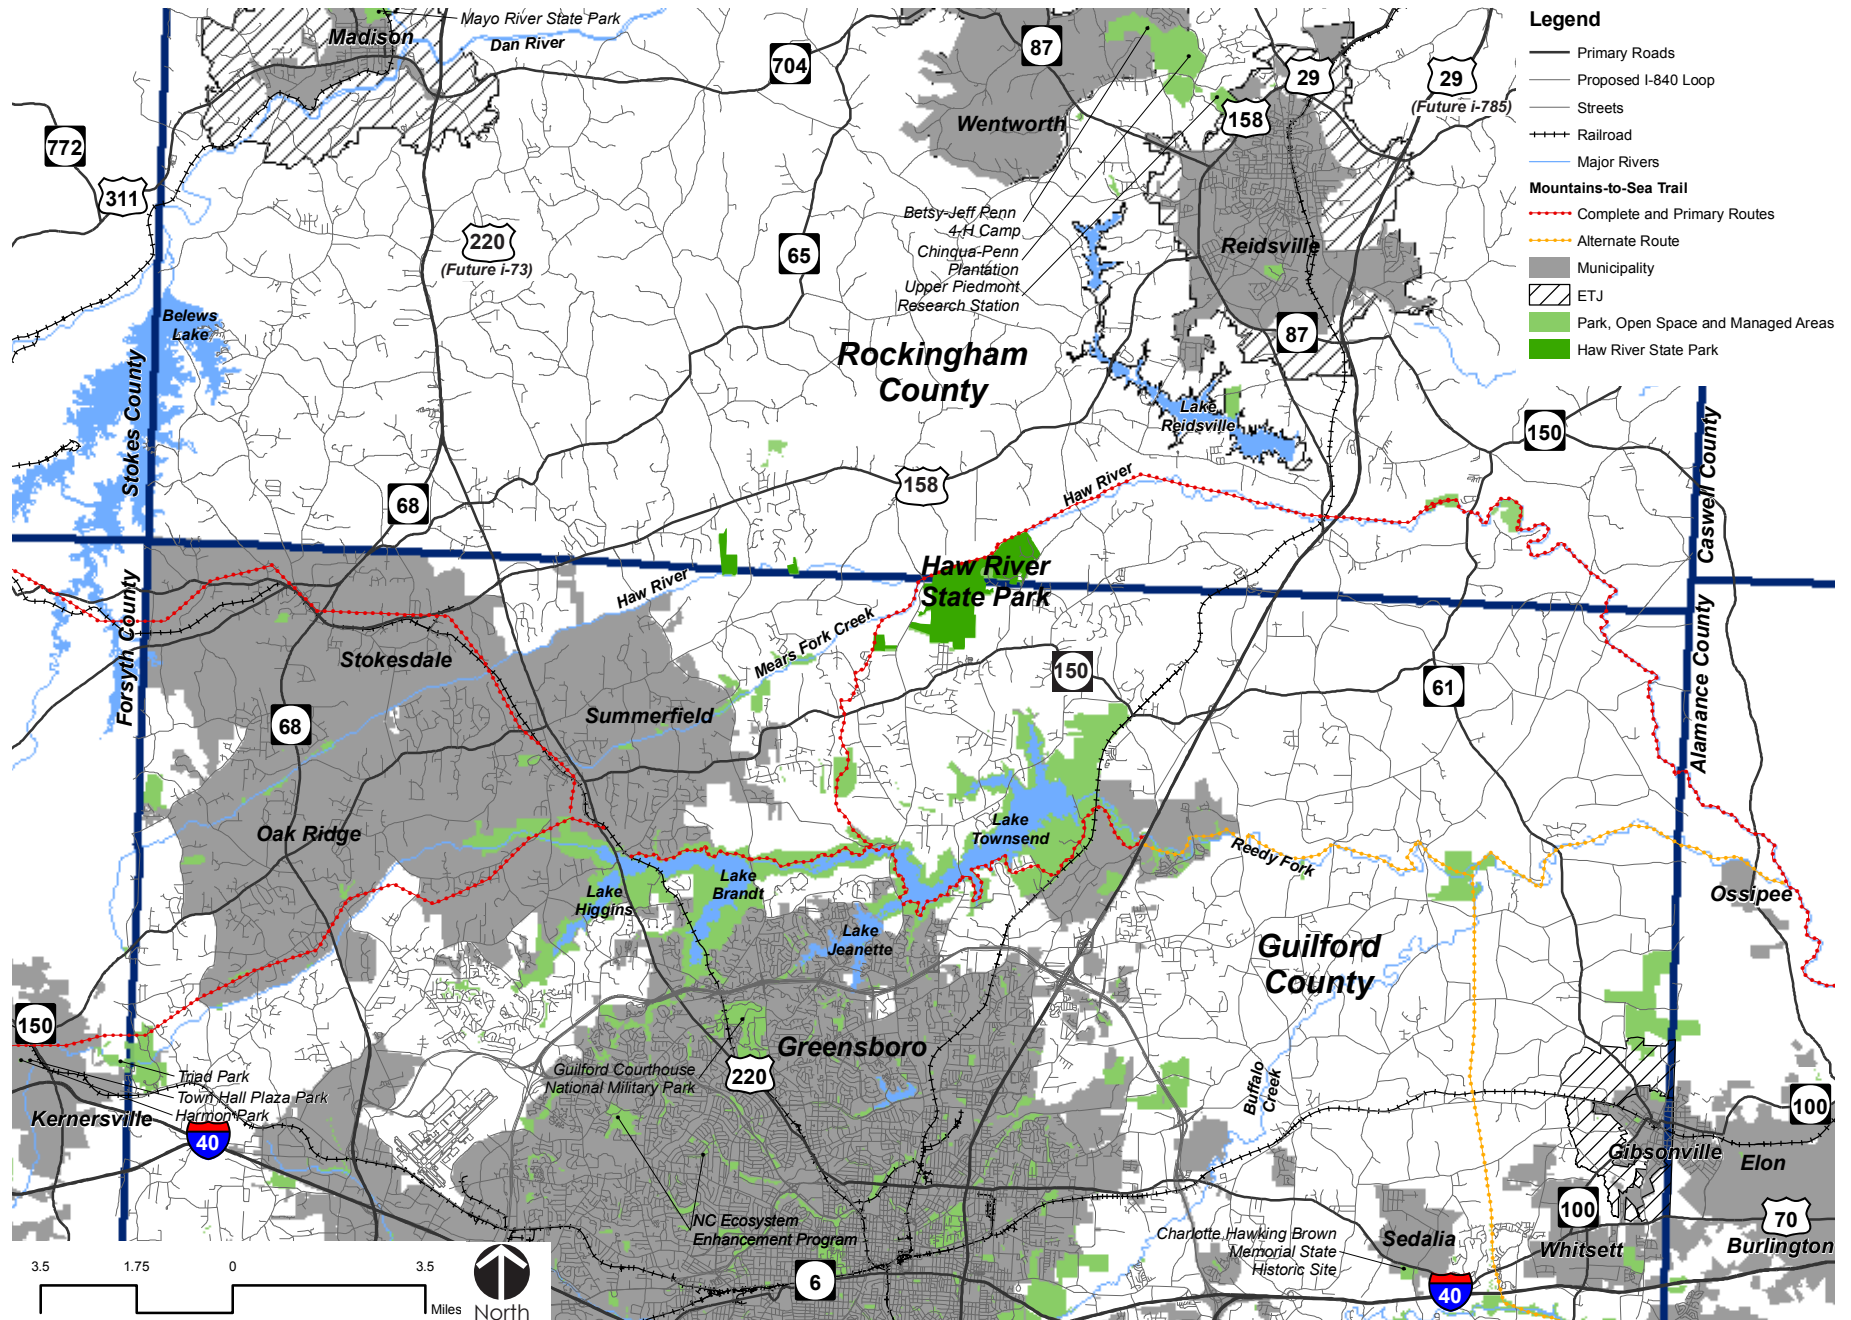 Legend
Primary Roads
Proposed I-840 Loop
Streets
Railroad
Major Rivers
Mountains-to-Sea Trail
Complete and Primary Routes
Alternate Route
Municipality
ETJ
Park, Open Space and Managed Areas
Haw River State Park
Mayo River State Park
Madison
Dan River
704
87
29
29
(Future i-785)
158
Wentworth
772
311
220
(Future i-73)
65
Betsy-Jeff Penn
4-H Camp
Chinqua-Penn
Plantation
Upper Piedmont
Research Station
Reidsville
87
Belews
Lake
Rockingham
County
Stokes County
Lake
Reidsville
150
Caswell County
68
158
Haw River
Haw River
State Park
Haw River
Forsyth County
Mears Fork Creek
Stokesdale
150
61
Alamance County
68
Summerfield
Oak Ridge
Lake
Townsend
Reedy Fork
Lake
Higgins
Lake
Brandt
Ossipee
Lake
Jeanette
Guilford
County
150
Greensboro
Guilford Courthouse
National Military Park
220
Triad Park
Town Hall Plaza Park
Harmon Park
Kernersville
40
Buffalo
Creek
100
Gibsonville
Elon
NC Ecosystem
Enhancement Program
100
70
Charlotte Hawking Brown
Memorial State
Historic Site
Sedalia
Whitsett
Burlington
6
40
3.5
1.75
0
3.5
Miles
North